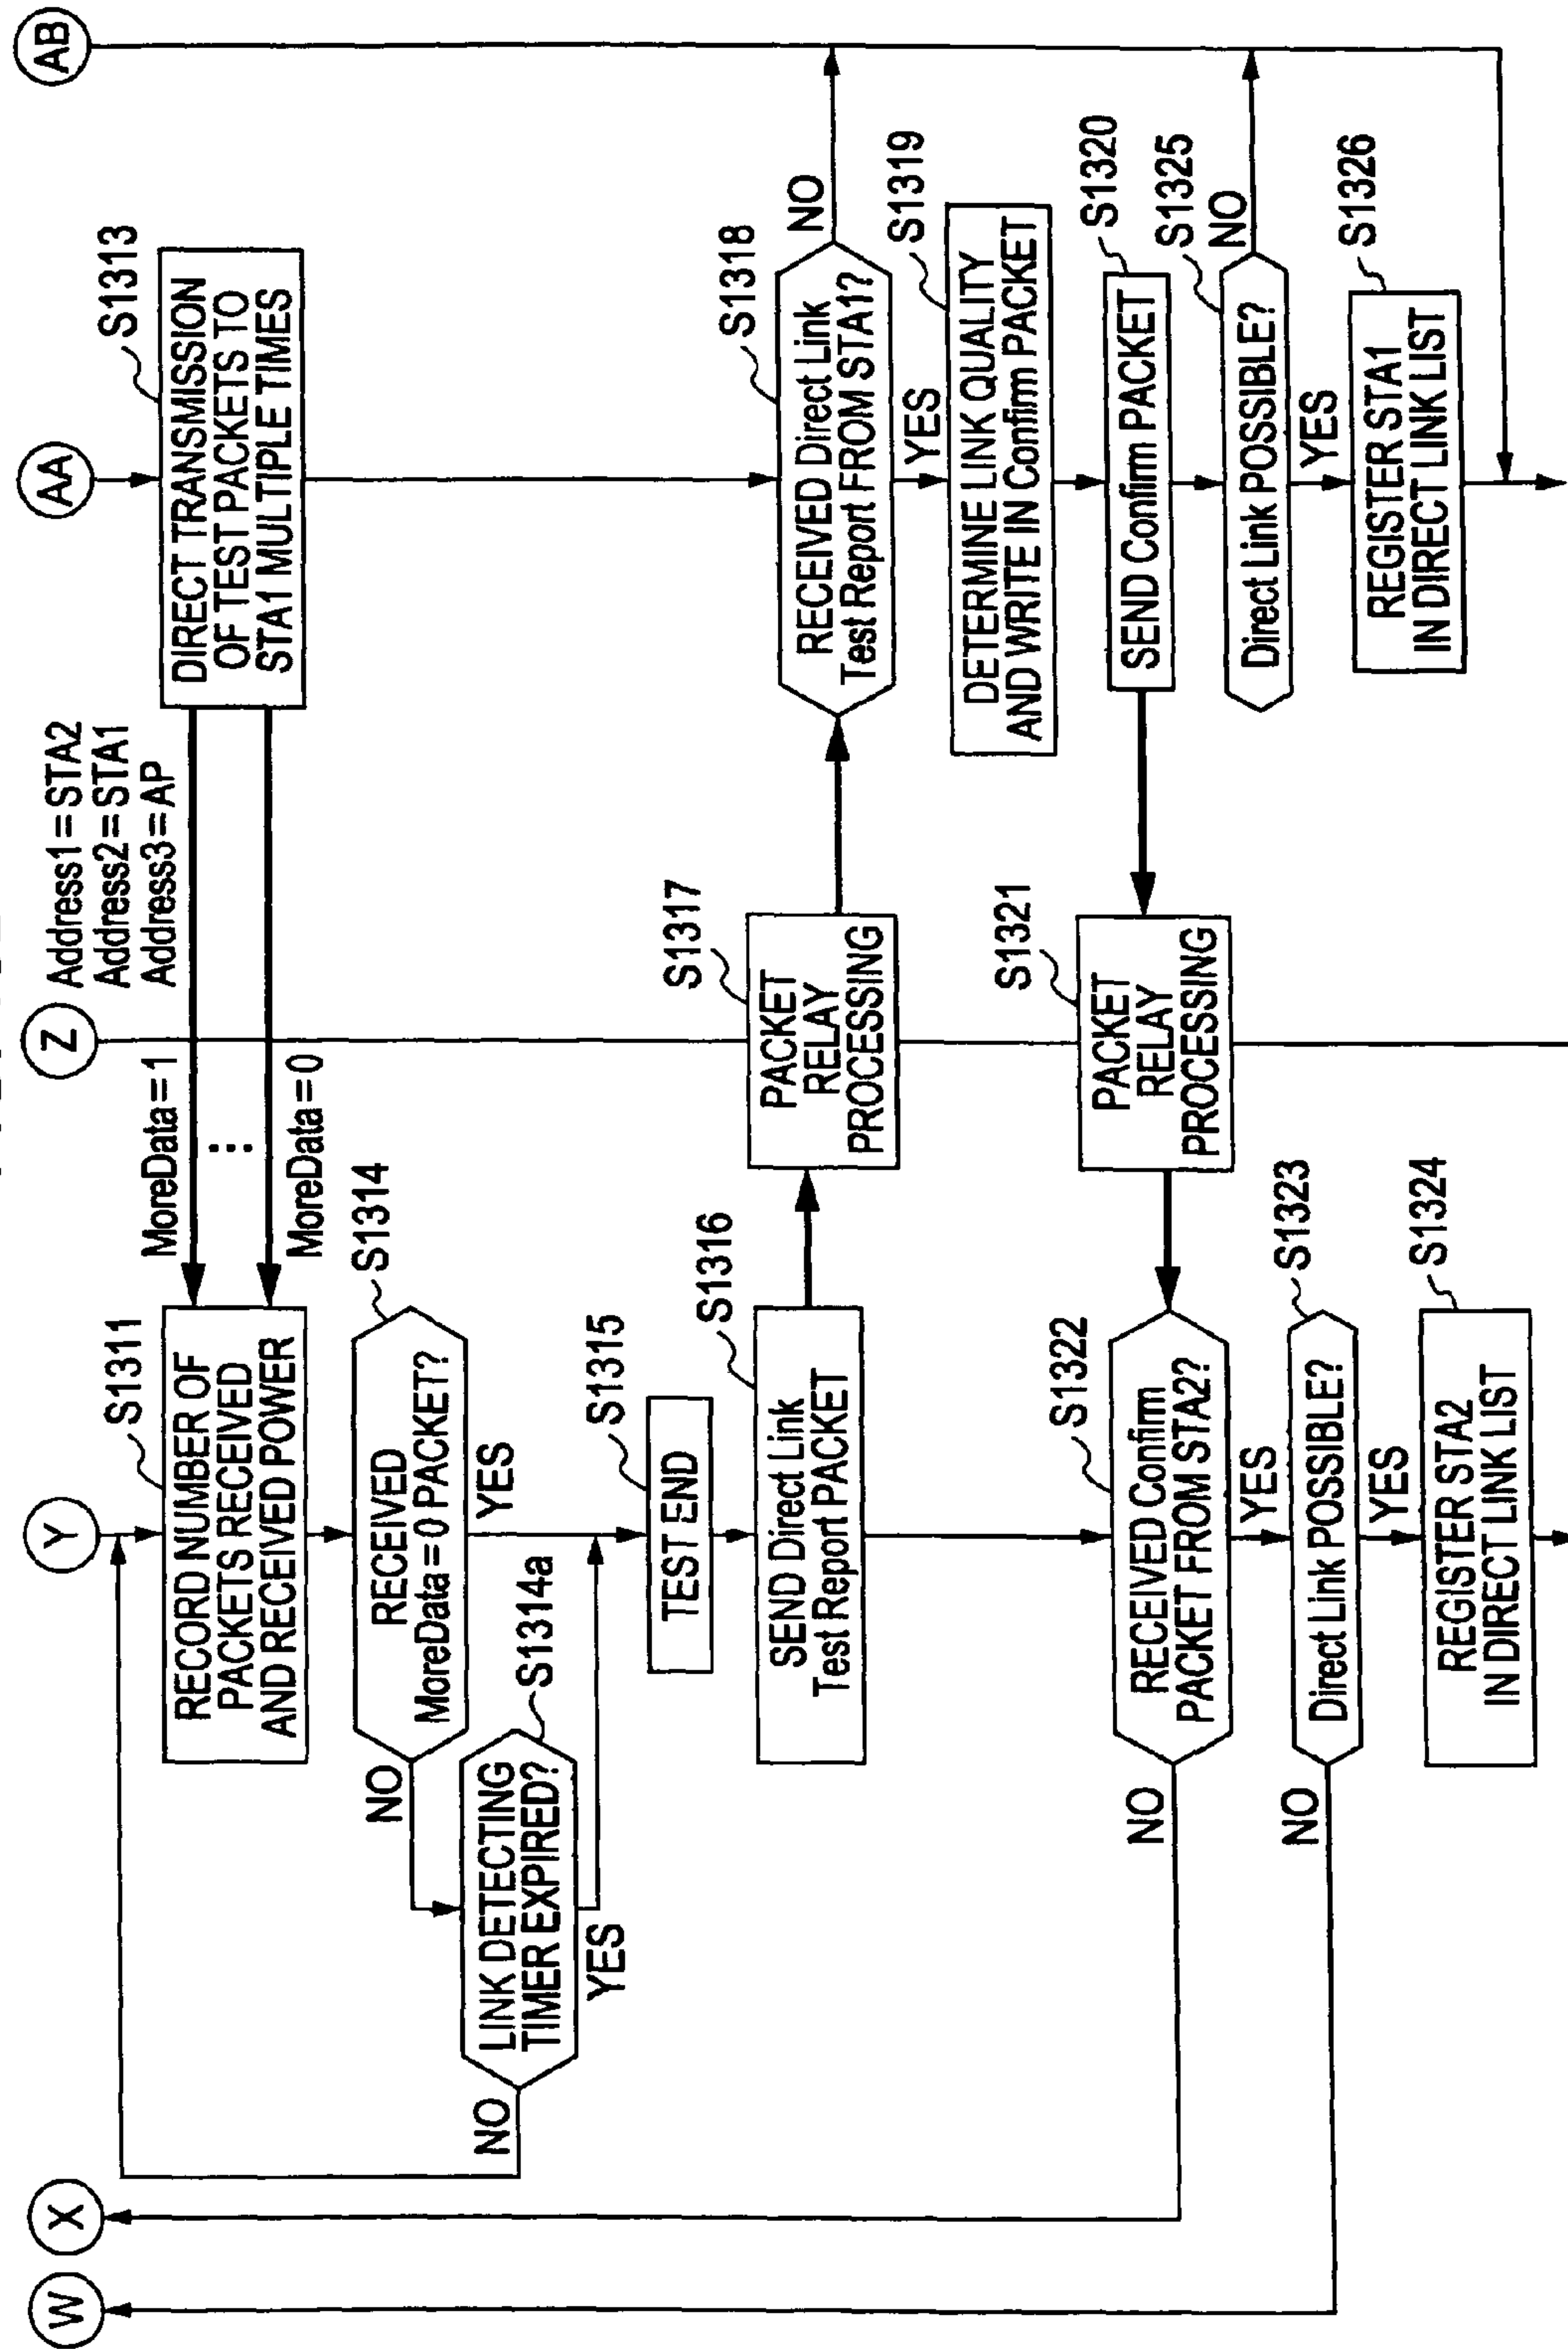 W
X
Y
Z
AA
AB
S1311
RECORD NUMBER OF
PACKETS RECEIVED
AND RECEIVED POWER
MoreData=1
⋮
MoreData=0
Address1=STA2
Address2=STA1
Address3=AP
S1313
DIRECT TRANSMISSION
OF TEST PACKETS TO
STA1 MULTIPLE TIMES
S1314
RECEIVED
MoreData=0 PACKET?
NO
YES
S1314a
LINK DETECTING
TIMER EXPIRED?
NO
YES
S1315
TEST END
S1316
SEND Direct Link
Test Report PACKET
S1317
PACKET
RELAY
PROCESSING
S1318
RECEIVED Direct Link
Test Report FROM STA1?
NO
YES
S1319
DETERMINE LINK QUALITY
AND WRITE IN Confirm PACKET
S1320
SEND Confirm PACKET
S1321
PACKET
RELAY
PROCESSING
S1322
RECEIVED Confirm
PACKET FROM STA2?
NO
YES
S1323
Direct Link POSSIBLE?
NO
YES
S1324
REGISTER STA2
IN DIRECT LINK LIST
S1325
Direct Link POSSIBLE?
NO
YES
S1326
REGISTER STA1
IN DIRECT LINK LIST